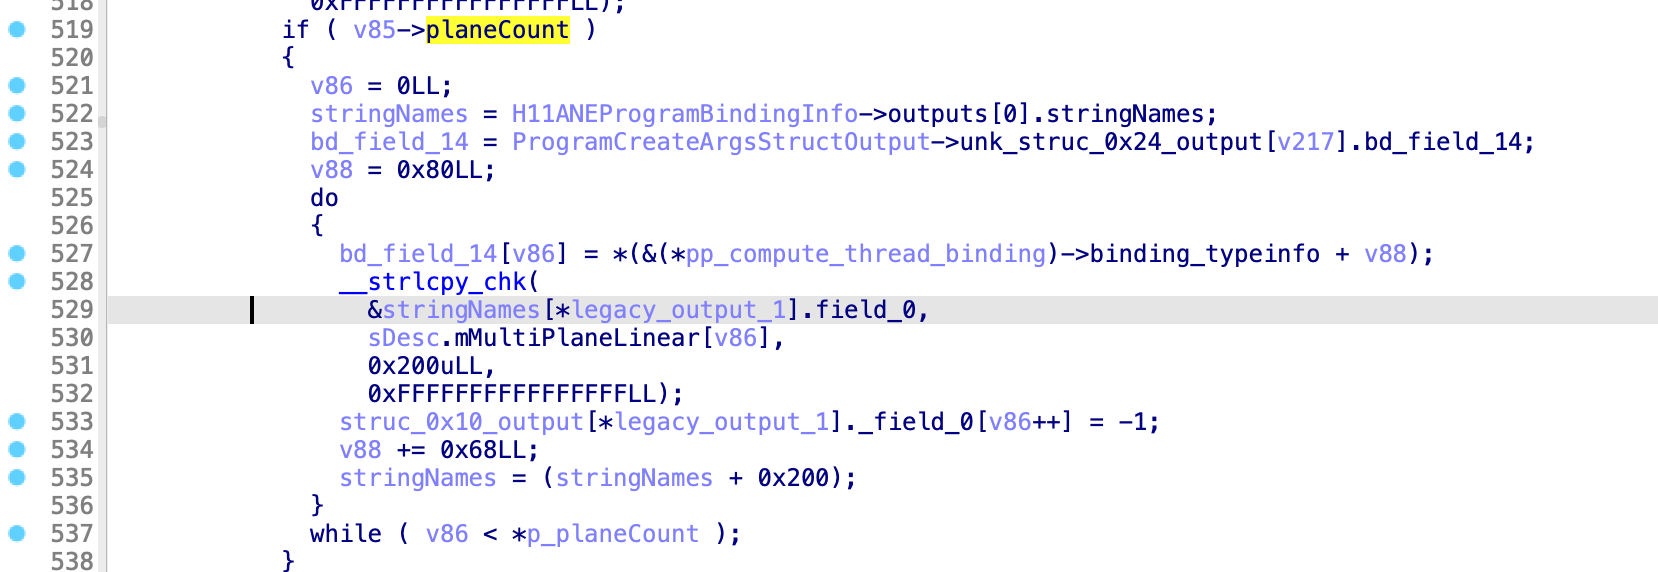 518 0xFFFFFFFFFFFFFFFFLL);
519 if ( v85->planeCount )
520 {
521 v86 = 0LL;
522 stringNames = H11ANEProgramBindingInfo->outputs[0].stringNames;
523 bd_field_14 = ProgramCreateArgsStructOutput->unk_struc_0x24_output[v217].bd_field_14;
524 v88 = 0x80LL;
525 do
526 {
527 bd_field_14[v86] = *(&(*pp_compute_thread_binding)->binding_typeinfo + v88);
528 __strlcpy_chk(
529 &stringNames[*legacy_output_1].field_0,
530 sDesc.mMultiPlaneLinear[v86],
531 0x200uLL,
532 0xFFFFFFFFFFFFFFFFLL);
533 struc_0x10_output[*legacy_output_1]._field_0[v86++] = -1;
534 v88 += 0x68LL;
535 stringNames = (stringNames + 0x200);
536 }
537 while ( v86 < *p_planeCount );
538 }